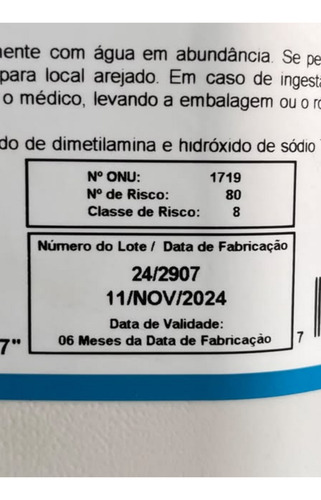 mente com água em abundância. Se pe
para local arejado. Em caso de ingest
o médico, levando a embalagem ou o r
do de dimetilamina e hidróxido de sódio
Nº ONU: 1719
Nº de Risco: 80
Classe de Risco: 8
Número do Lote / Data de Fabricação
24/2907
11/NOV/2024
Data de Validade:
06 Meses da Data de Fabricação
7"
7